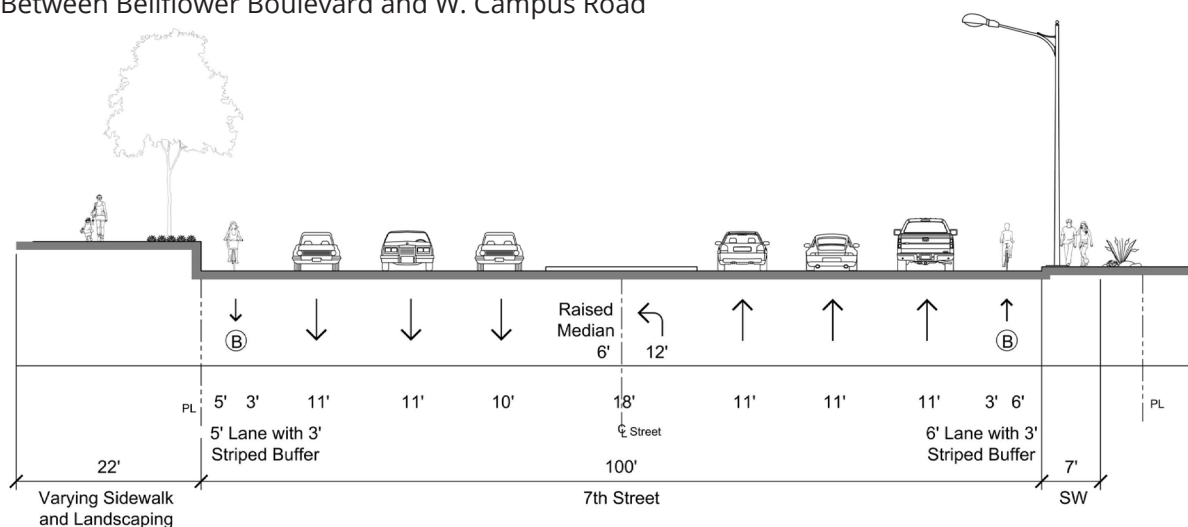 Between Bellflower Boulevard and W. Campus Road
Raised
Median
6' 12'
B
B
PL 5' 3' 11' 11' 10' 18' 11' 11' 11' 3' 6' PL
℄ Street
5' Lane with 3'
Striped Buffer
6' Lane with 3'
Striped Buffer
22' 100' 7'
Varying Sidewalk
and Landscaping
7th Street
SW